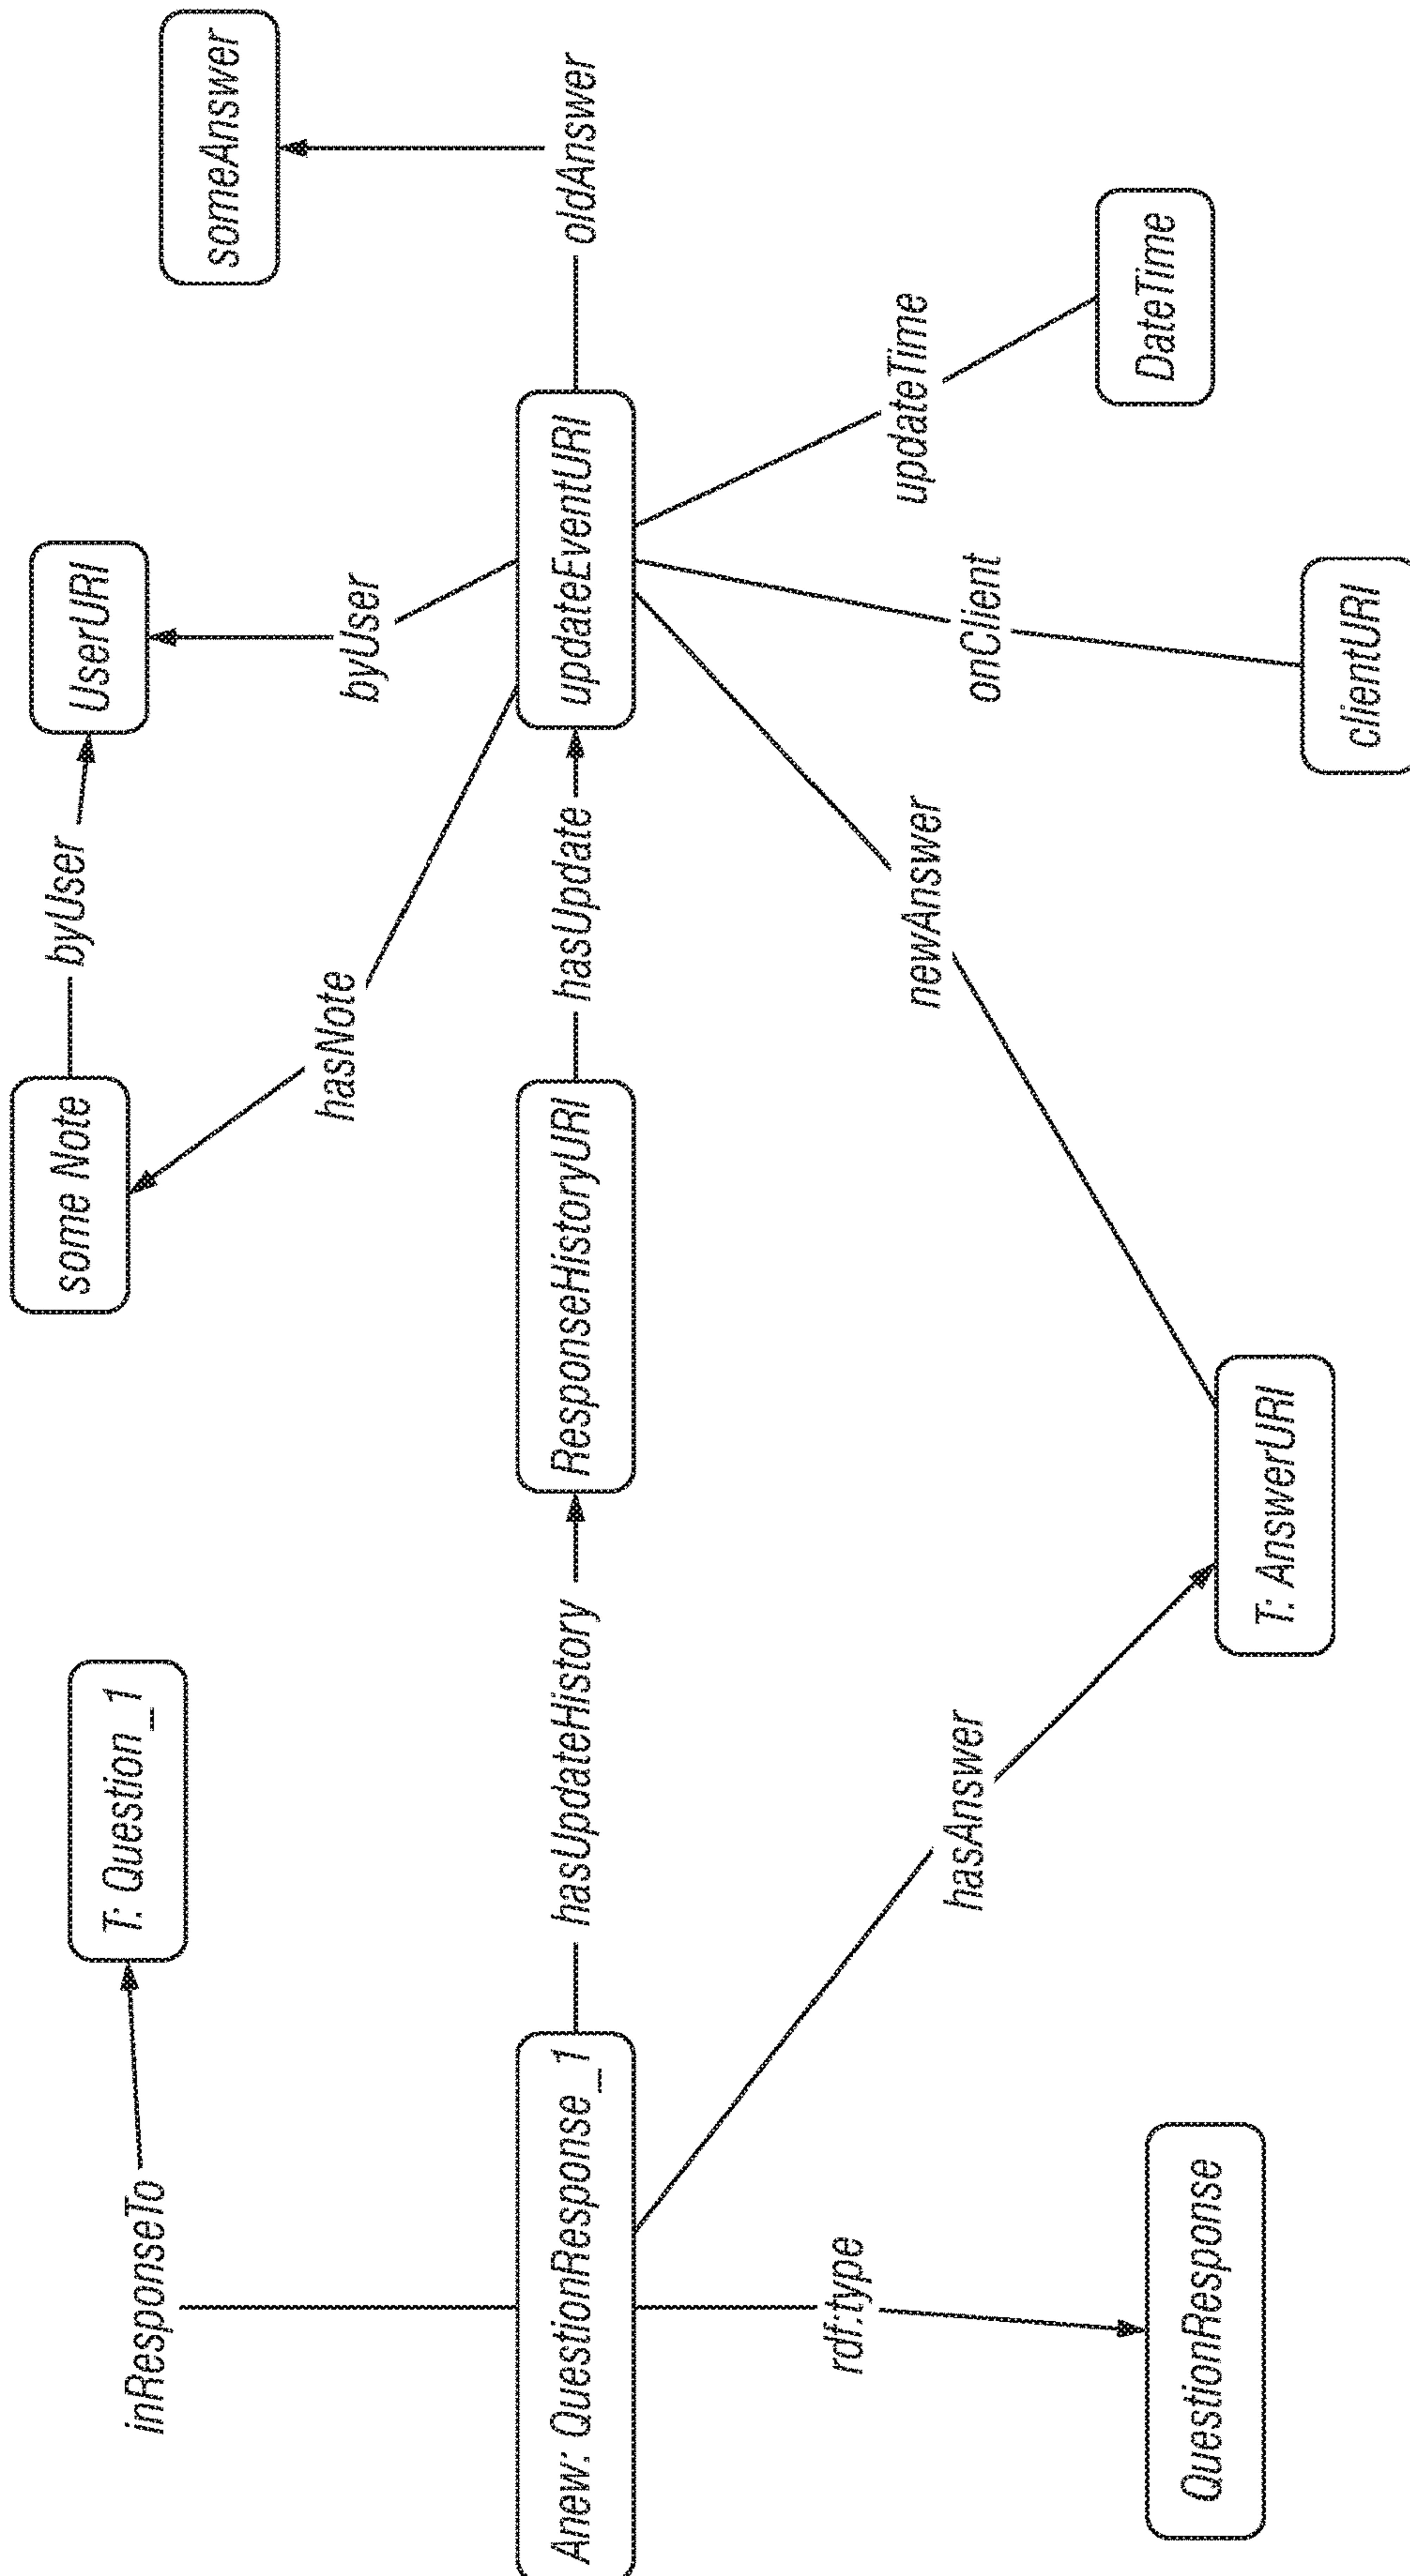 inResponseTo
T: Question_1
some Note
byUser
UserURI
someAnswer
hasNote
byUser
Anew: QuestionResponse_1
hasUpdateHistory
ResponseHistoryURI
hasUpdate
updateEventURI
oldAnswer
rdf:type
hasAnswer
newAnswer
onClient
updateTime
QuestionResponse
T: AnswerURI
clientURI
DateTime